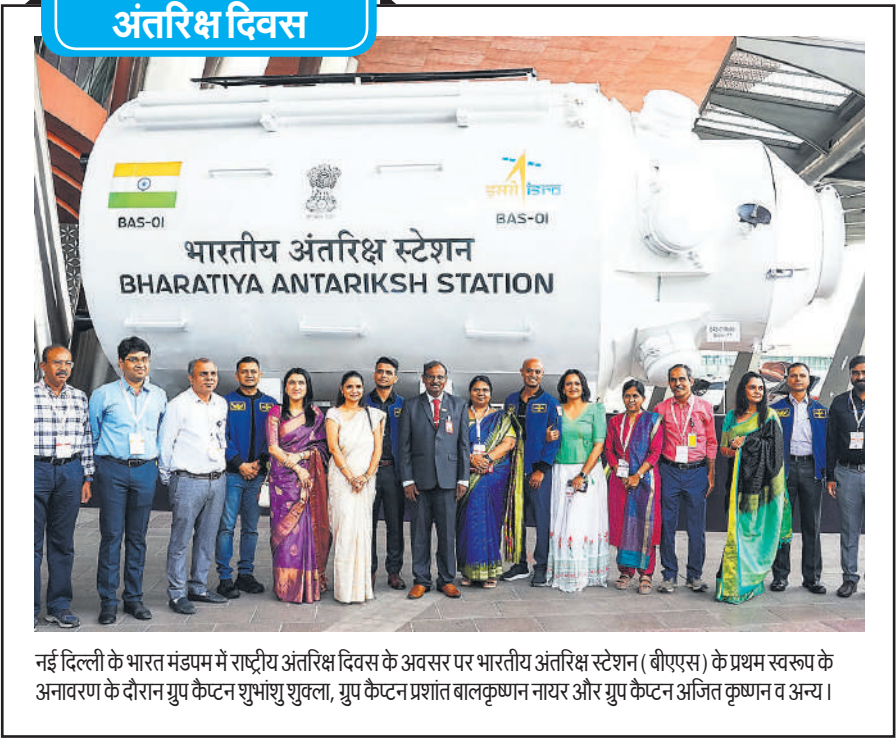 अंतरिक्ष दिवस
BAS-01
इसरो isro
BAS-01
भारतीय अंतरिक्ष स्टेशन
BHARATIYA ANTARIKSH STATION
नई दिल्ली के भारत मंडपम में राष्ट्रीय अंतरिक्ष दिवस के अवसर पर भारतीय अंतरिक्ष स्टेशन ( बीएएस ) के प्रथम स्वरूप के
अनावरण के दौरान ग्रुप कैप्टन शुभांशु शुक्ला, ग्रुप कैप्टन प्रशांत बालकृष्णन नायर और ग्रुप कैप्टन अजित कृष्णन व अन्य ।